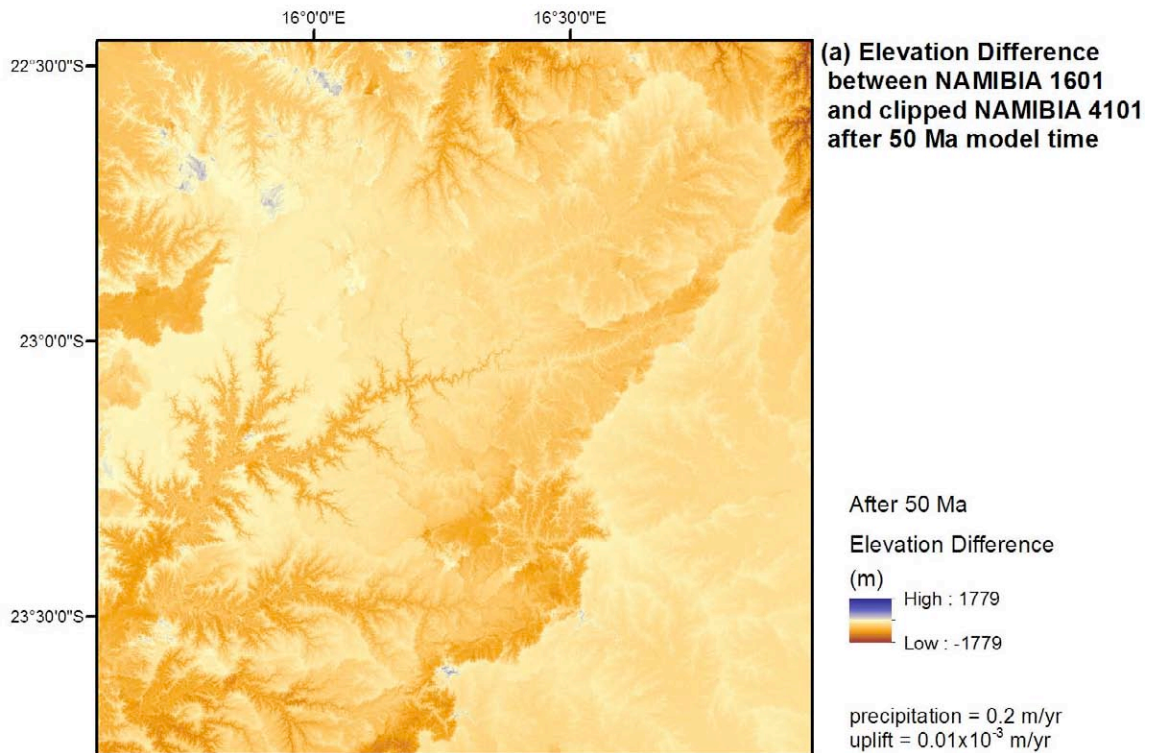 16°0'0"E 16°30'0"E
(a) Elevation Difference
between NAMIBIA 1601
and clipped NAMIBIA 4101
after 50 Ma model time
22°30'0"S
23°0'0"S
23°30'0"S
After 50 Ma
Elevation Difference
(m)
High : 1779
Low : -1779
precipitation = 0.2 m/yr
uplift = 0.01x10⁻³ m/yr